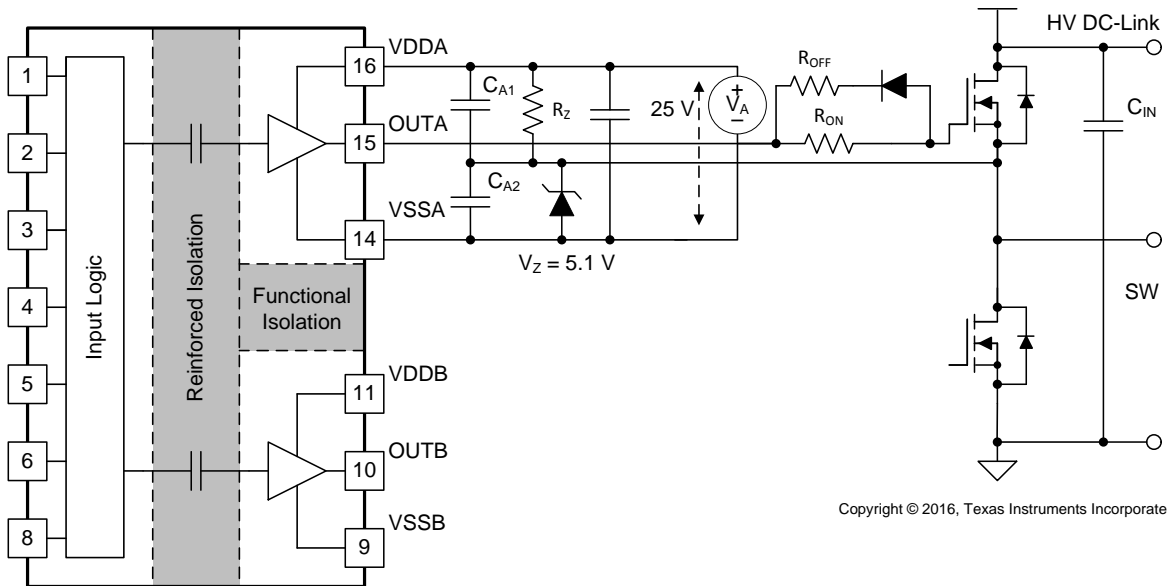 HV DC-Link
VDDA
1
16
CA1
ROFF
RZ
25 V
+
VA
−
CIN
OUTA
2
15
RON
CA2
VSSA
3
14
VZ = 5.1 V
SW
Input Logic
Reinforced Isolation
Functional
Isolation
4
VDDB
5
11
OUTB
6
10
VSSB
8
9
Copyright © 2016, Texas Instruments Incorporate